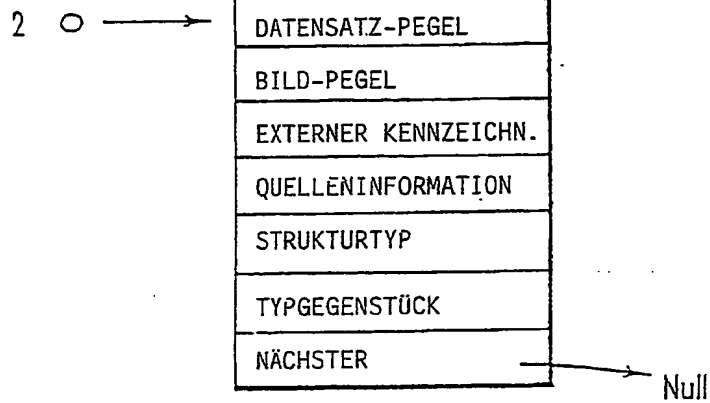 2 DATENSATZ-PEGEL
BILD-PEGEL
EXTERNER KENNZEICHN.
QUELLENINFORMATION
STRUKTURTYP
TYPGEGENSTÜCK
NÄCHSTER
Null